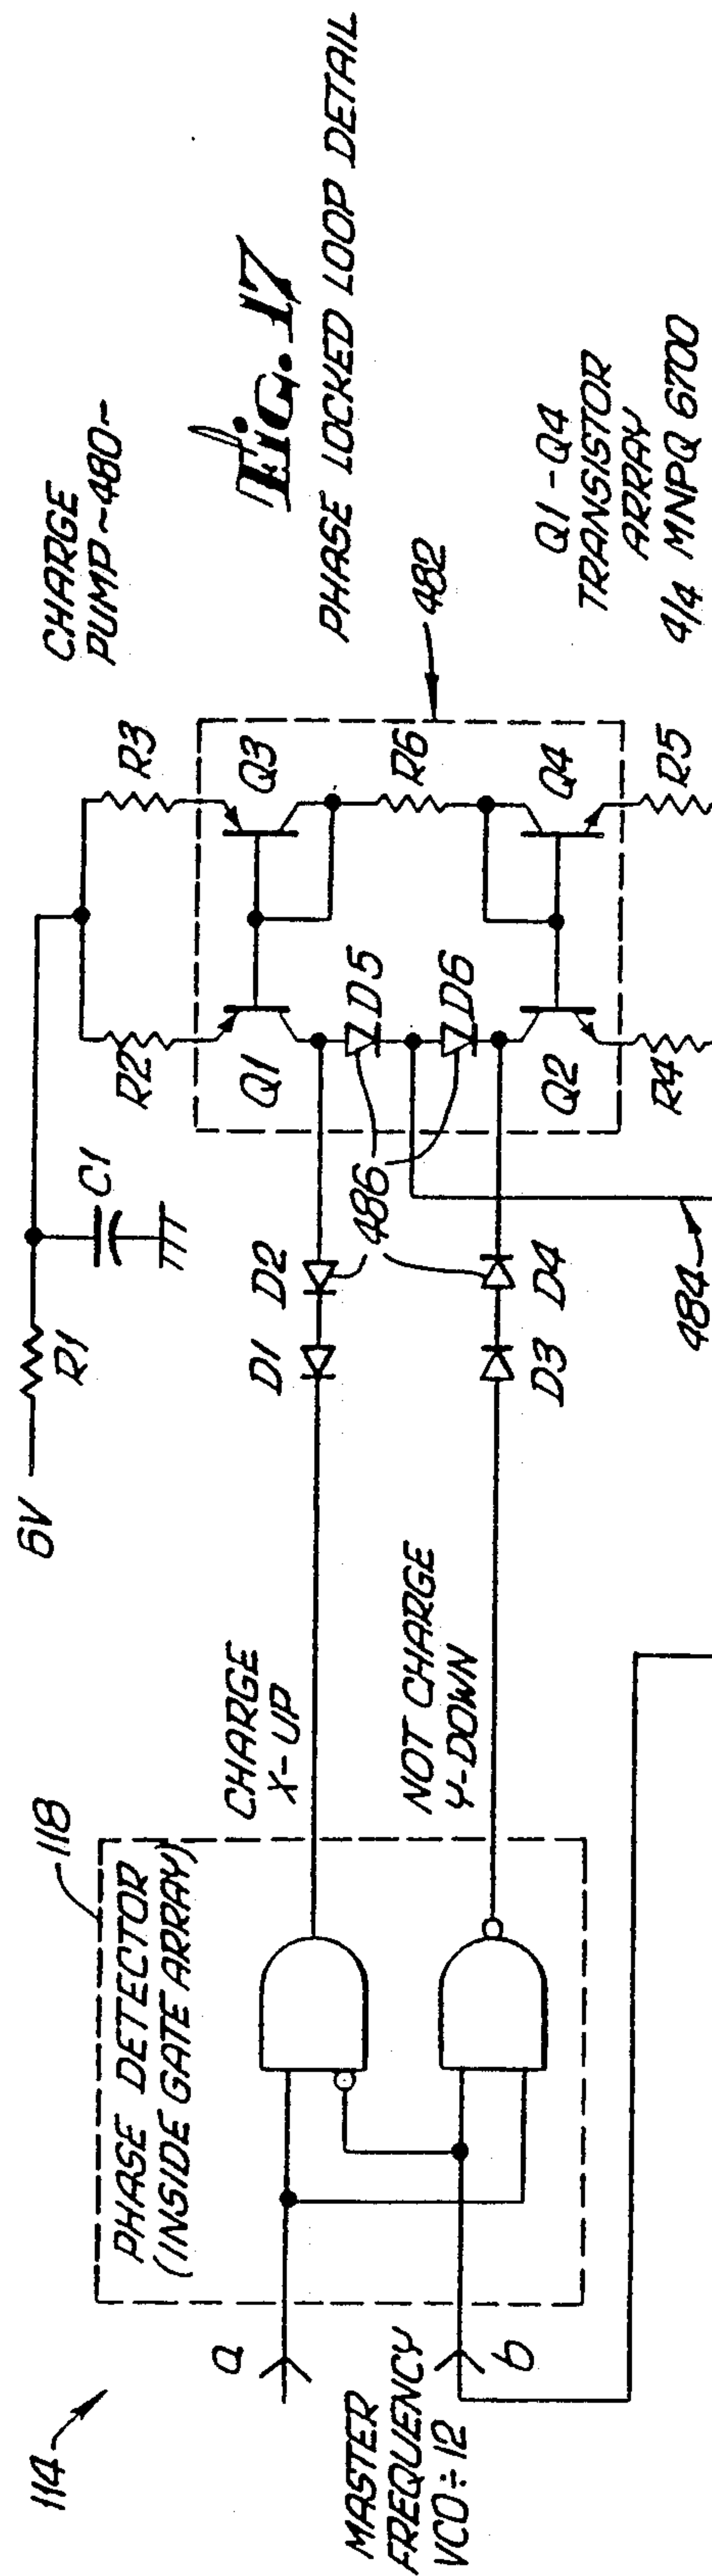 114
a
MASTER
FREQUENCY
VCO÷12
b
PHASE DETECTOR
(INSIDE GATE ARRAY)
118
CHARGE
X-UP
NOT CHARGE
Y-DOWN
6V
R1
C1
D1 D2
D3 D4
486
484
R2
Q1
D5
D6
Q2
R4
R3
Q3
R6
Q4
R5
482
CHARGE
PUMP ~480~
Fig. 17
PHASE LOCKED LOOP DETAIL
Q1-Q4
TRANSISTOR
ARRAY
4/4 MNPQ 6700